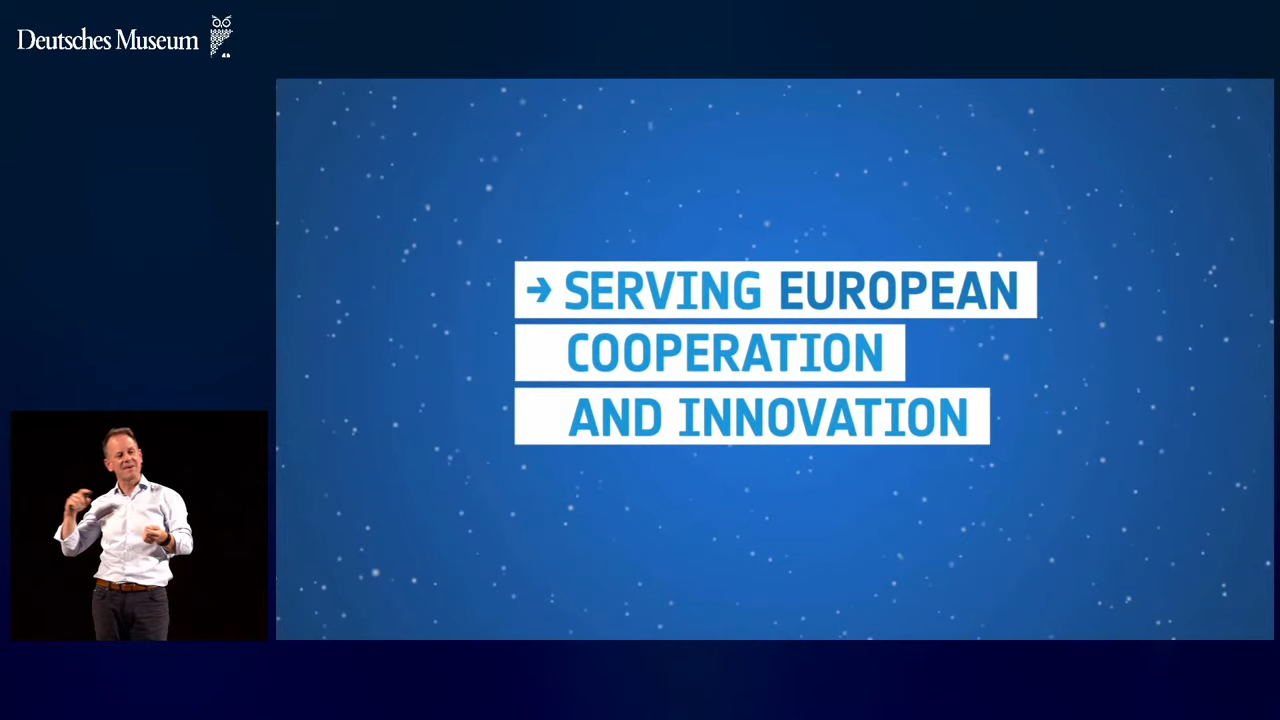 Deutsches Museum
→ SERVING EUROPEAN
COOPERATION
AND INNOVATION